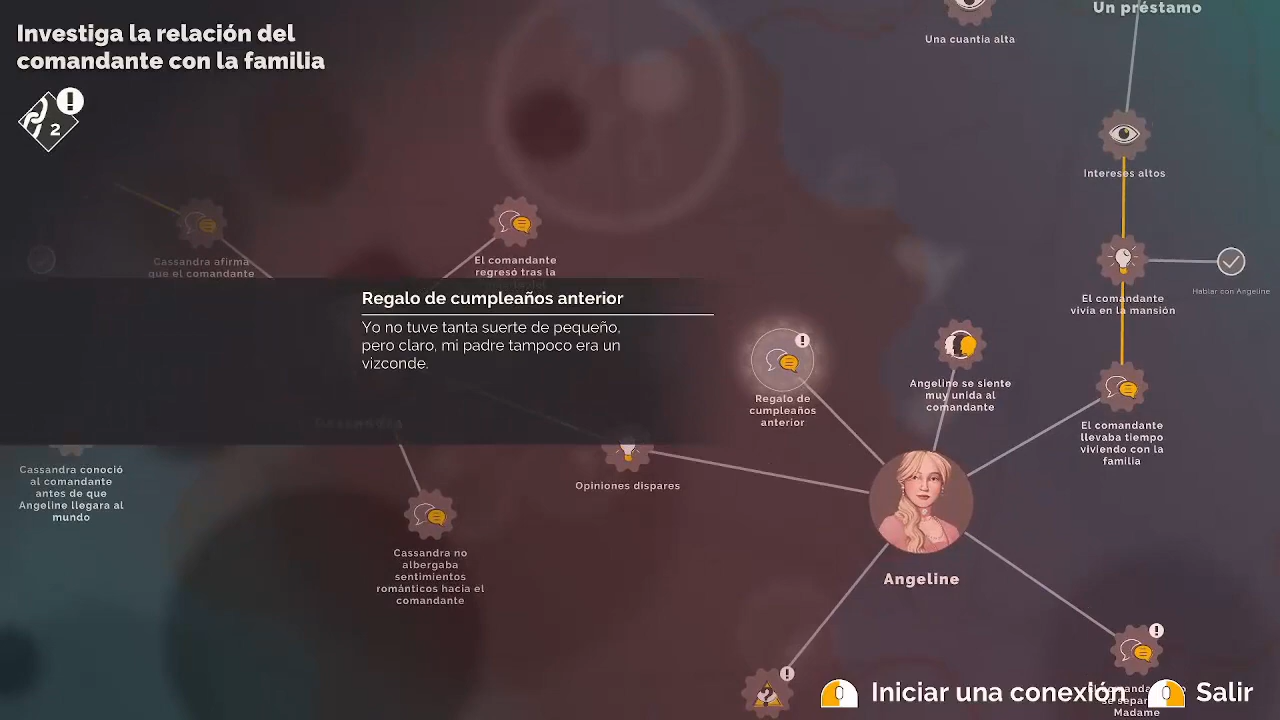 Investiga la relación del
comandante con la familia
2
Un préstamo
Una cuantía alta
Intereses altos
Cassandra afirma
que el comandante
El comandante
regresó tras la
Hablar con Angeline
El comandante
vivía en la mansión
Regalo de cumpleaños anterior
Yo no tuve tanta suerte de pequeño,
pero claro, mi padre tampoco era un
vizconde.
Regalo de
cumpleaños
anterior
Angeline se siente
muy unida al
comandante
El comandante
llevaba tiempo
viviendo con la
familia
Cassandra
Cassandra conoció
al comandante
antes de que
Angeline llegara al
mundo
Opiniones dispares
Cassandra no
albergaba
sentimientos
románticos hacia el
comandante
Angeline
Iniciar una conexión
Salir
Madame